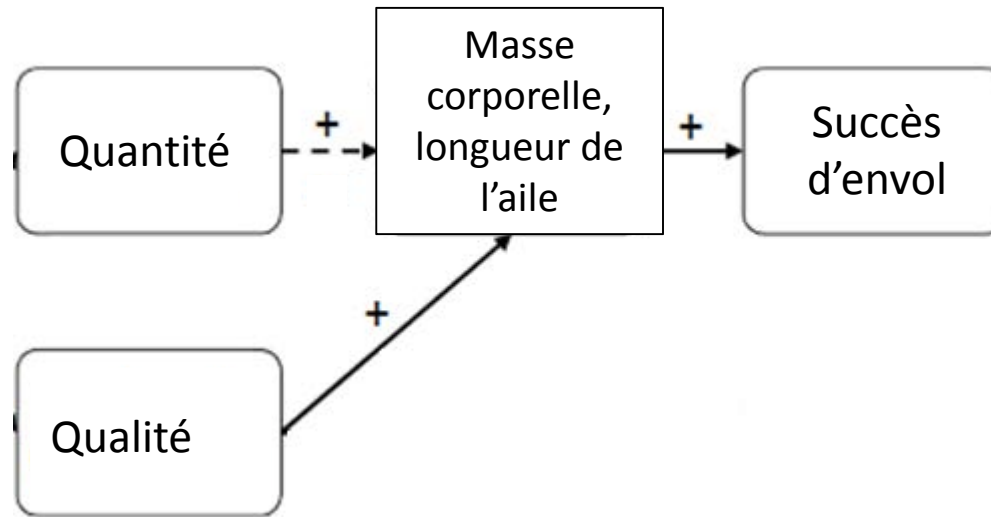 Quantité
+
Masse
corporelle,
longueur de
l'aile
+
Succès
d'envol
+
Qualité